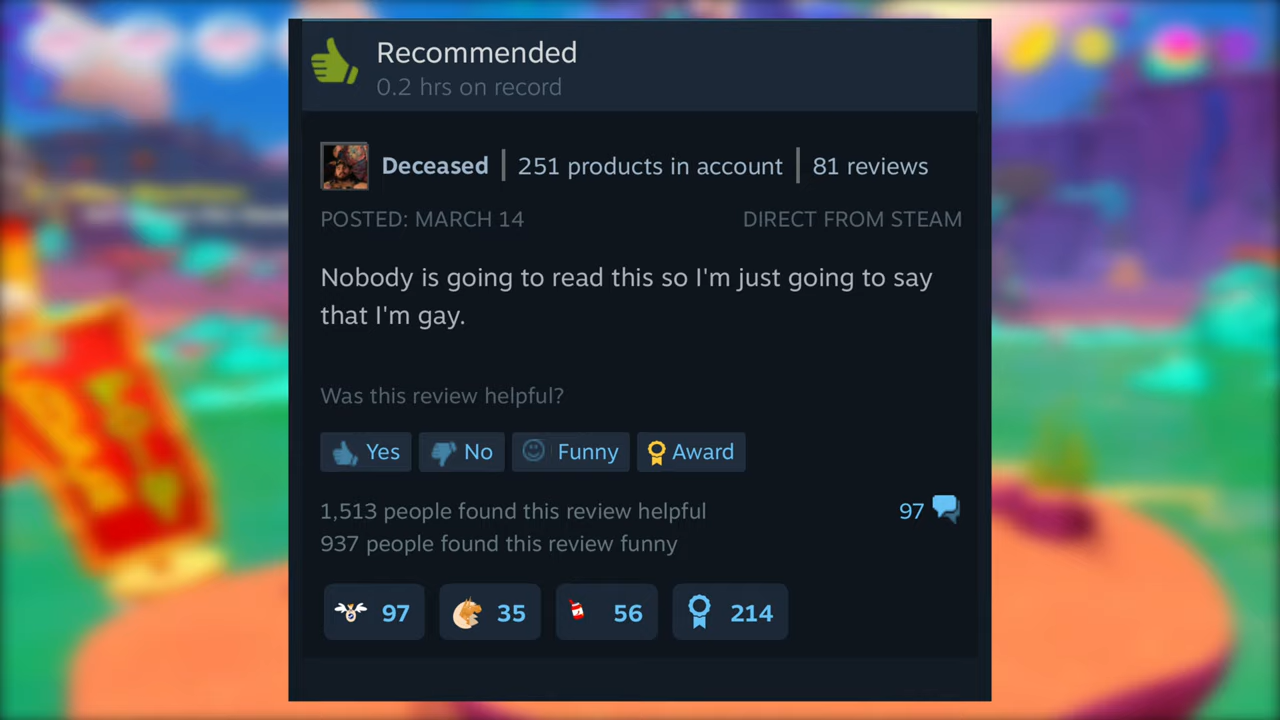 Recommended
0.2 hrs on record
Deceased | 251 products in account | 81 reviews
POSTED: MARCH 14 DIRECT FROM STEAM
Nobody is going to read this so I'm just going to say
that I'm gay.
Was this review helpful?
Yes No Funny Award
1,513 people found this review helpful 97
937 people found this review funny
97 35 56 214